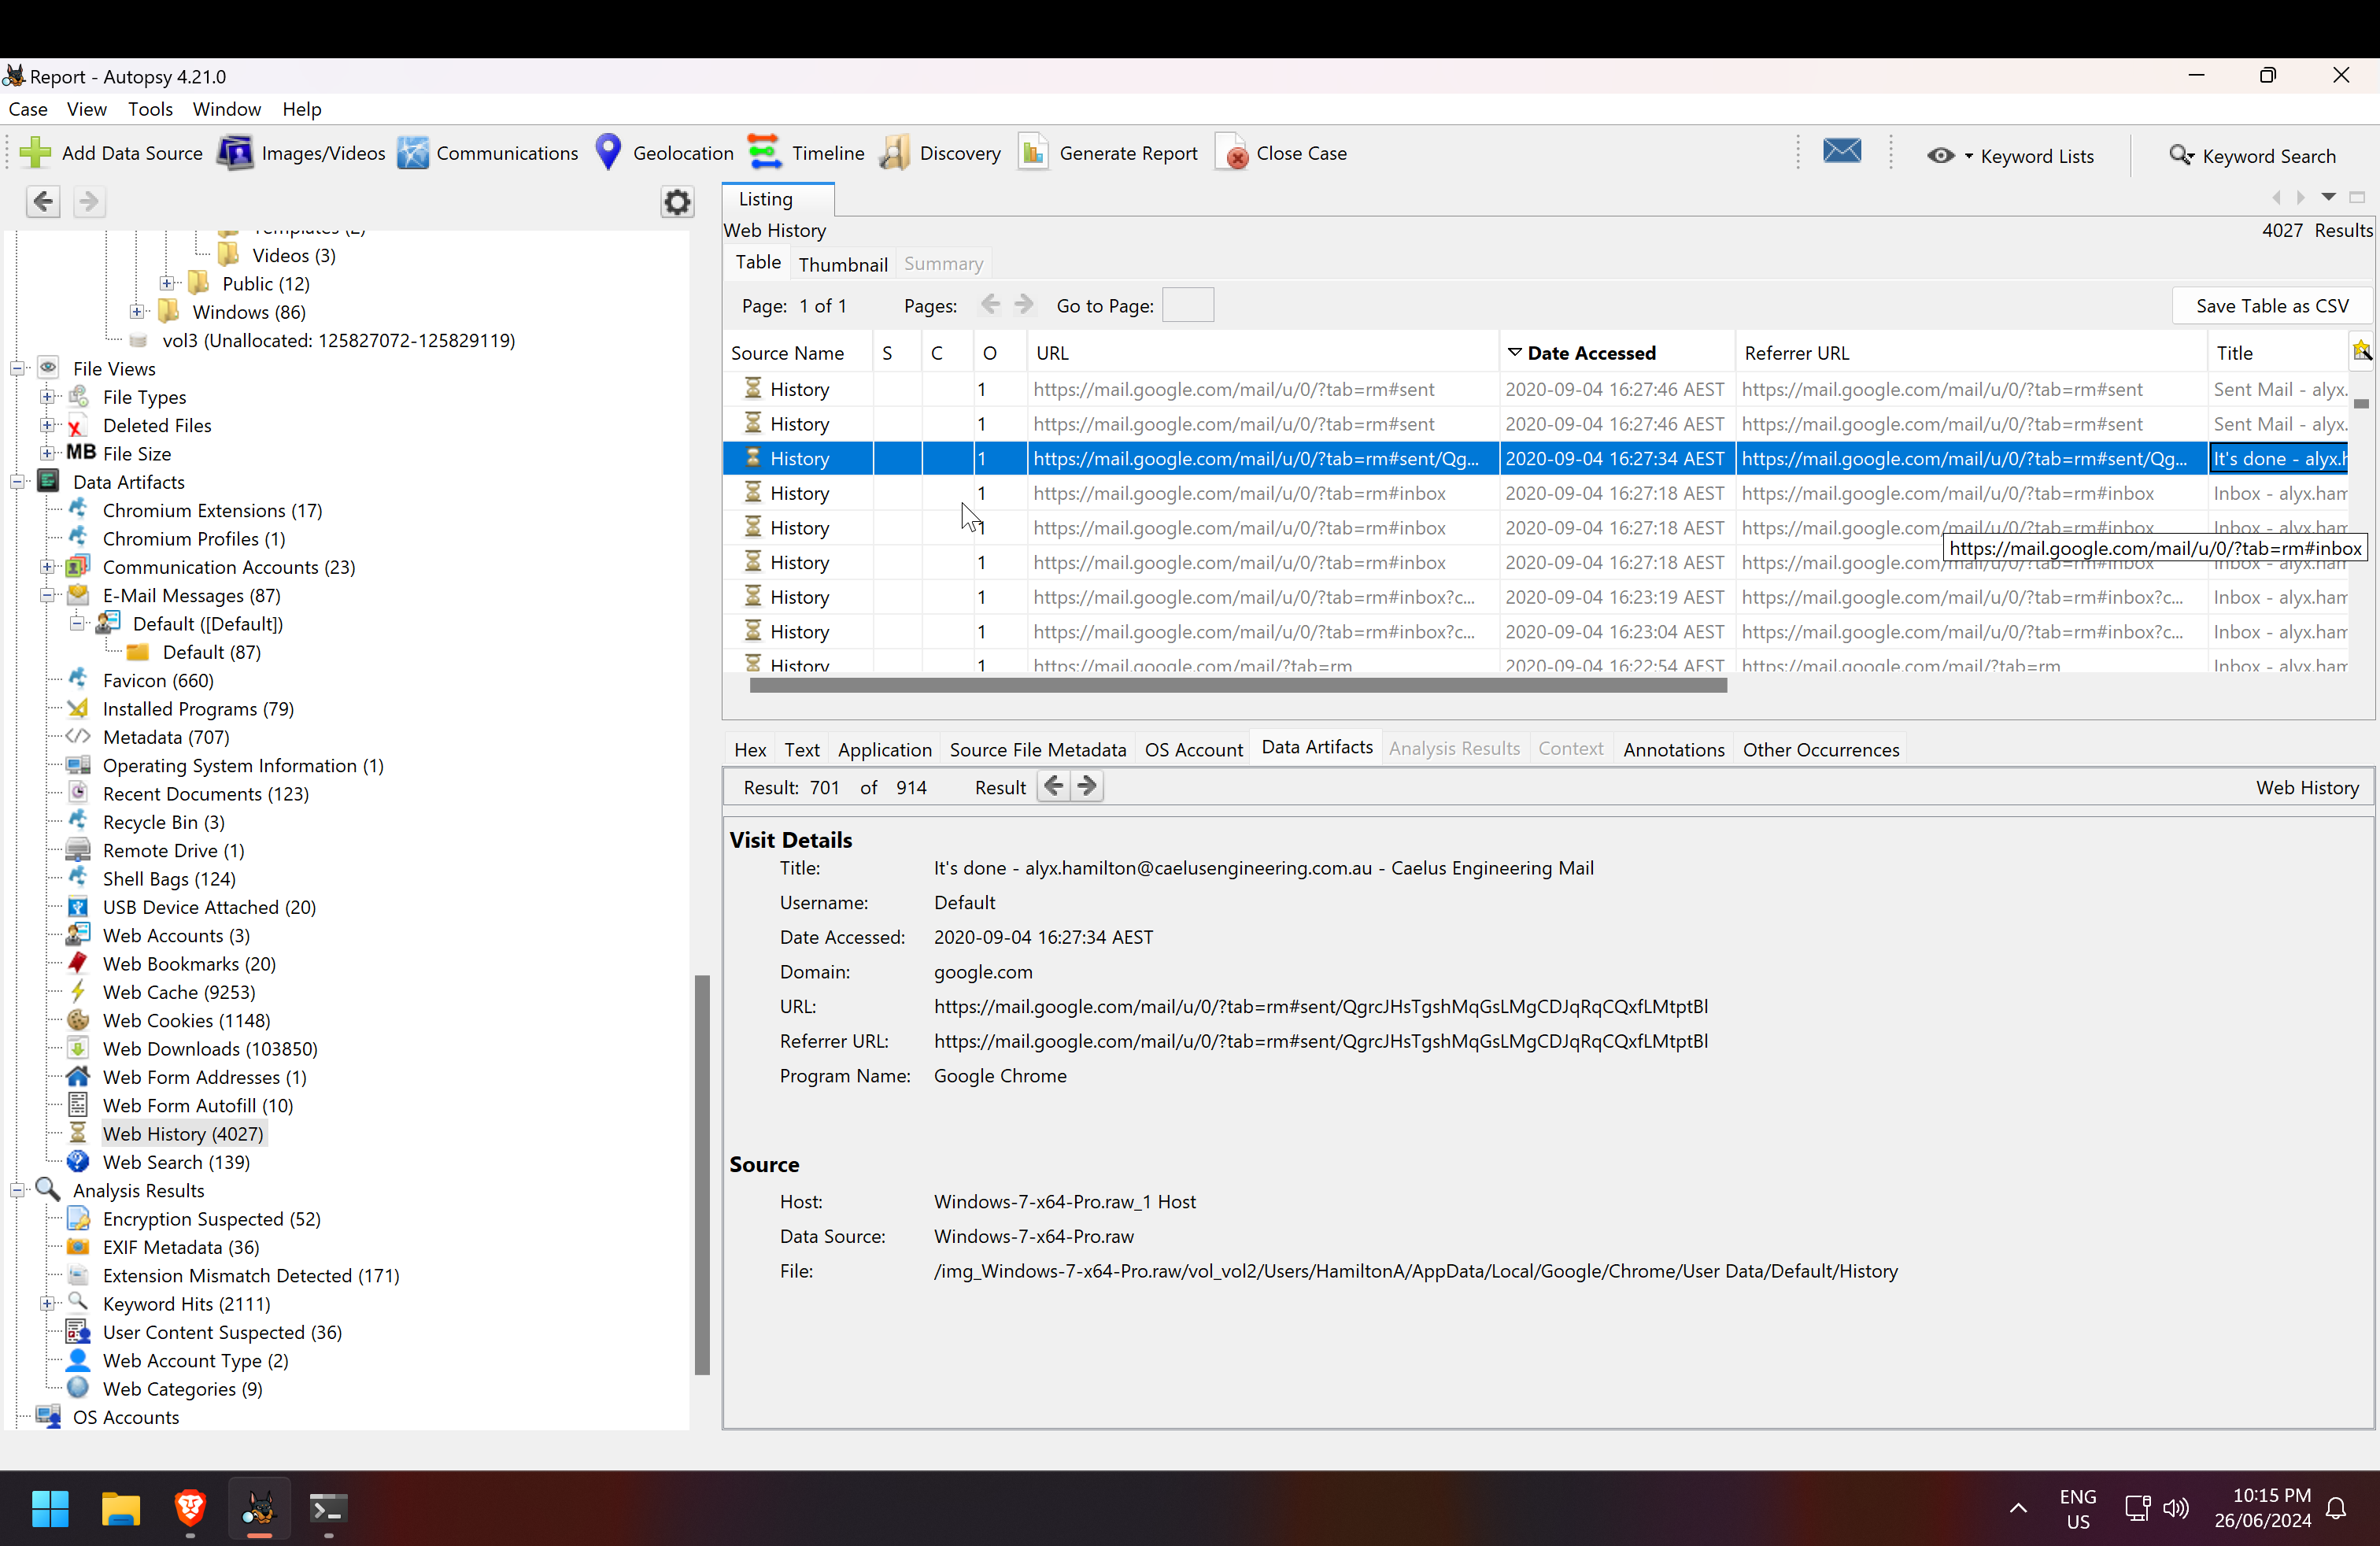 Report - Autopsy 4.21.0
Case View Tools Window Help
Add Data Source Images/Videos Communications Geolocation Timeline Discovery Generate Report Close Case Keyword Lists Keyword Search
Listing
Web History 4027 Results
Table Thumbnail Summary
Page: 1 of 1 Pages: Go to Page: Save Table as CSV
Source Name S C O URL Date Accessed Referrer URL Title
History 1 https://mail.google.com/mail/u/0/?tab=rm#sent 2020-09-04 16:27:46 AEST https://mail.google.com/mail/u/0/?tab=rm#sent Sent Mail - alyx.
History 1 https://mail.google.com/mail/u/0/?tab=rm#sent 2020-09-04 16:27:46 AEST https://mail.google.com/mail/u/0/?tab=rm#sent Sent Mail - alyx.
History 1 https://mail.google.com/mail/u/0/?tab=rm#sent/Qg... 2020-09-04 16:27:34 AEST https://mail.google.com/mail/u/0/?tab=rm#sent/Qg... It's done - alyx.h
History 1 https://mail.google.com/mail/u/0/?tab=rm#inbox 2020-09-04 16:27:18 AEST https://mail.google.com/mail/u/0/?tab=rm#inbox Inbox - alyx.ham
History 1 https://mail.google.com/mail/u/0/?tab=rm#inbox 2020-09-04 16:27:18 AEST https://mail.google.com/mail/u/0/?tab=rm#inbox Inbox - alyx.ham
https://mail.google.com/mail/u/0/?tab=rm#inbox
History 1 https://mail.google.com/mail/u/0/?tab=rm#inbox 2020-09-04 16:27:18 AEST https://mail.google.com/mail/u/0/?tab=rm#inbox Inbox - alyx.ham
History 1 https://mail.google.com/mail/u/0/?tab=rm#inbox?c... 2020-09-04 16:23:19 AEST https://mail.google.com/mail/u/0/?tab=rm#inbox?c... Inbox - alyx.ham
History 1 https://mail.google.com/mail/u/0/?tab=rm#inbox?c... 2020-09-04 16:23:04 AEST https://mail.google.com/mail/u/0/?tab=rm#inbox?c... Inbox - alyx.ham
History 1 https://mail.google.com/mail/?tab=rm 2020-09-04 16:22:54 AEST https://mail.google.com/mail/?tab=rm Inbox - alyx.ham
Templates (2)
Videos (3)
Public (12)
Windows (86)
vol3 (Unallocated: 125827072-125829119)
File Views
File Types
Deleted Files
MB File Size
Data Artifacts
Chromium Extensions (17)
Chromium Profiles (1)
Communication Accounts (23)
E-Mail Messages (87)
Default ([Default])
Default (87)
Favicon (660)
Installed Programs (79)
Metadata (707)
Operating System Information (1)
Recent Documents (123)
Recycle Bin (3)
Remote Drive (1)
Shell Bags (124)
USB Device Attached (20)
Web Accounts (3)
Web Bookmarks (20)
Web Cache (9253)
Web Cookies (1148)
Web Downloads (103850)
Web Form Addresses (1)
Web Form Autofill (10)
Web History (4027)
Web Search (139)
Analysis Results
Encryption Suspected (52)
EXIF Metadata (36)
Extension Mismatch Detected (171)
Keyword Hits (2111)
User Content Suspected (36)
Web Account Type (2)
Web Categories (9)
OS Accounts
Hex Text Application Source File Metadata OS Account Data Artifacts Analysis Results Context Annotations Other Occurrences
Result: 701 of 914 Result Web History
Visit Details
Title: It's done - alyx.hamilton@caelusengineering.com.au - Caelus Engineering Mail
Username: Default
Date Accessed: 2020-09-04 16:27:34 AEST
Domain: google.com
URL: https://mail.google.com/mail/u/0/?tab=rm#sent/QgrcJHsTgshMqGsLMgCDJqRqCQxfLMtptBl
Referrer URL: https://mail.google.com/mail/u/0/?tab=rm#sent/QgrcJHsTgshMqGsLMgCDJqRqCQxfLMtptBl
Program Name: Google Chrome
Source
Host: Windows-7-x64-Pro.raw_1 Host
Data Source: Windows-7-x64-Pro.raw
File: /img_Windows-7-x64-Pro.raw/vol_vol2/Users/HamiltonA/AppData/Local/Google/Chrome/User Data/Default/History
ENG
US
10:15 PM
26/06/2024